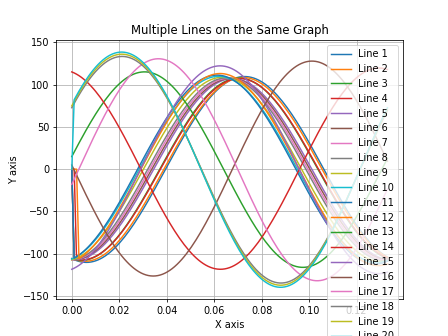 Multiple Lines on the Same Graph
150
100
50
0
−50
−100
−150
Y axis
0.00
0.02
0.04
0.06
0.08
0.10
0.12
X axis
Line 1
Line 2
Line 3
Line 4
Line 5
Line 6
Line 7
Line 8
Line 9
Line 10
Line 11
Line 12
Line 13
Line 14
Line 15
Line 16
Line 17
Line 18
Line 19
Line 20